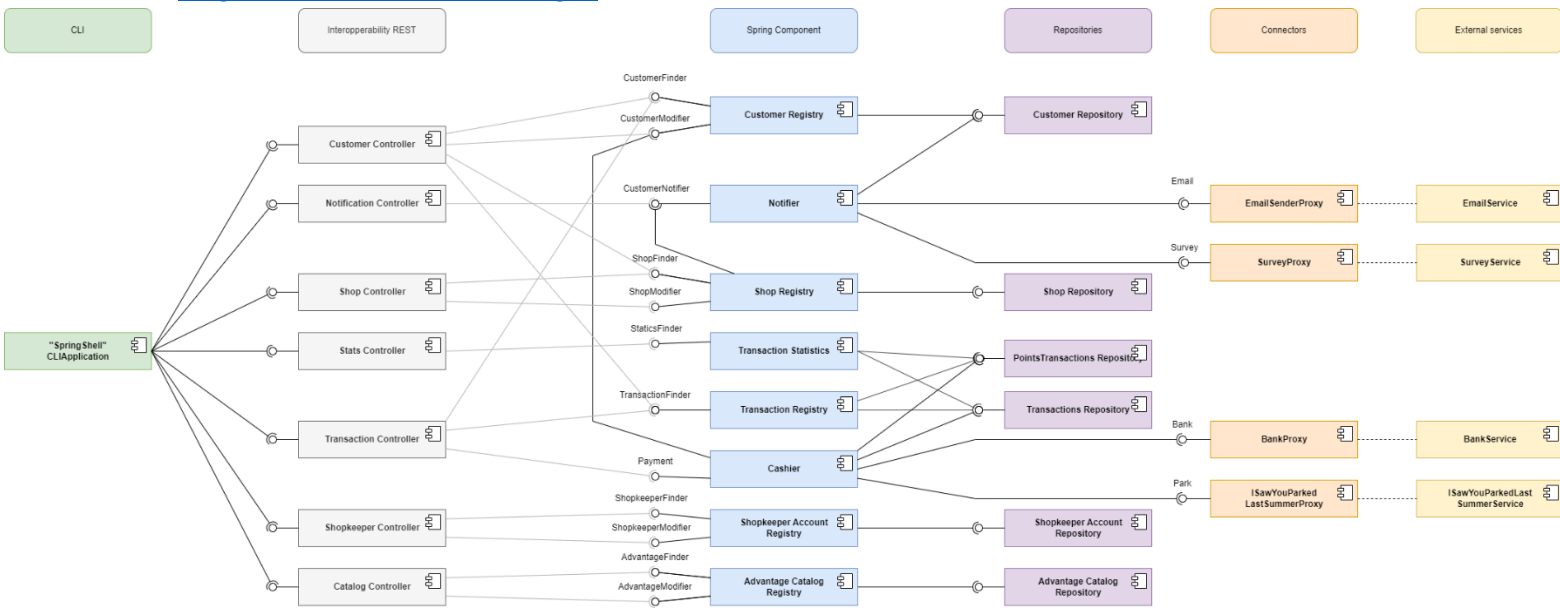 CLI
Interopperability REST
Spring Component
Repositories
Connectors
External services
CustomerFinder
Customer Registry
Customer Repository
CustomerModifier
Customer Controller
Email
CustomerNotifier
Notification Controller
Notifier
EmailSenderProxy
EmailService
Survey
ShopFinder
SurveyProxy
SurveyService
Shop Controller
ShopModifier
Shop Registry
Shop Repository
StaticsFinder
"SpringShell"
CLIApplication
Stats Controller
Transaction Statistics
PointsTransactions Repository
TransactionFinder
Transaction Registry
Transactions Repository
Bank
Transaction Controller
BankProxy
BankService
Payment
Cashier
Park
ISawYouParked
LastSummerProxy
ISawYouParkedLast
SummerService
ShopkeeperFinder
Shopkeeper Controller
ShopkeeperModifier
Shopkeeper Account
Registry
Shopkeeper Account
Repository
AdvantageFinder
Catalog Controller
AdvantageModifier
Advantage Catalog
Registry
Advantage Catalog
Repository